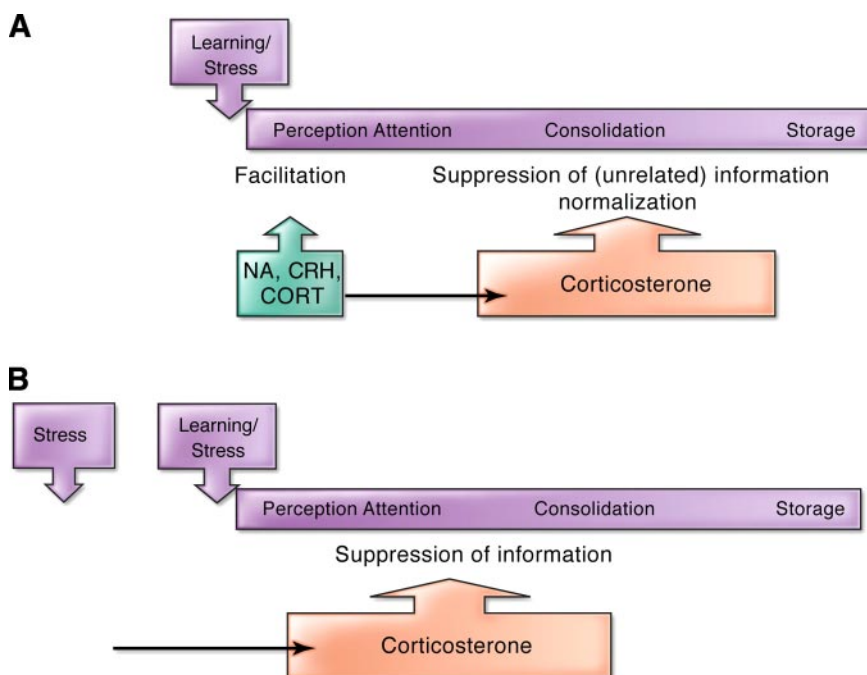 A
Learning/
Stress
Perception Attention Consolidation Storage
Facilitation
Suppression of (unrelated) information
normalization
NA, CRH,
CORT
Corticosterone
B
Stress
Learning/
Stress
Perception Attention Consolidation Storage
Suppression of information
Corticosterone